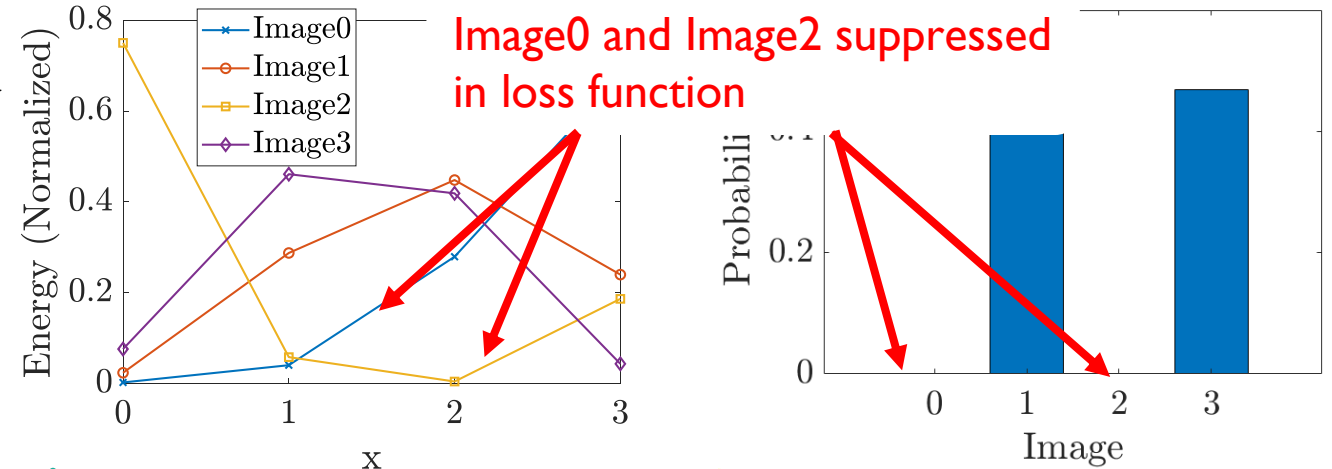 0.8
0.6
0.4
0.2
0
Energy (Normalized)
Image0
Image1
Image2
Image3
0 1 2 3
x
Image0 and Image2 suppressed
in loss function
0.2
0
0 1 2 3
Image